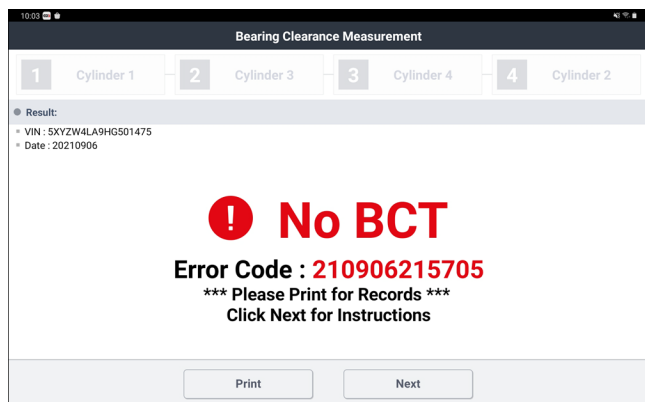 10:03
Bearing Clearance Measurement
1 Cylinder 1 2 Cylinder 3 3 Cylinder 4 4 Cylinder 2
Result:
VIN : 5XYZW4LA9HG501475
Date : 20210906
! No BCT
Error Code : 210906215705
*** Please Print for Records ***
Click Next for Instructions
Print Next